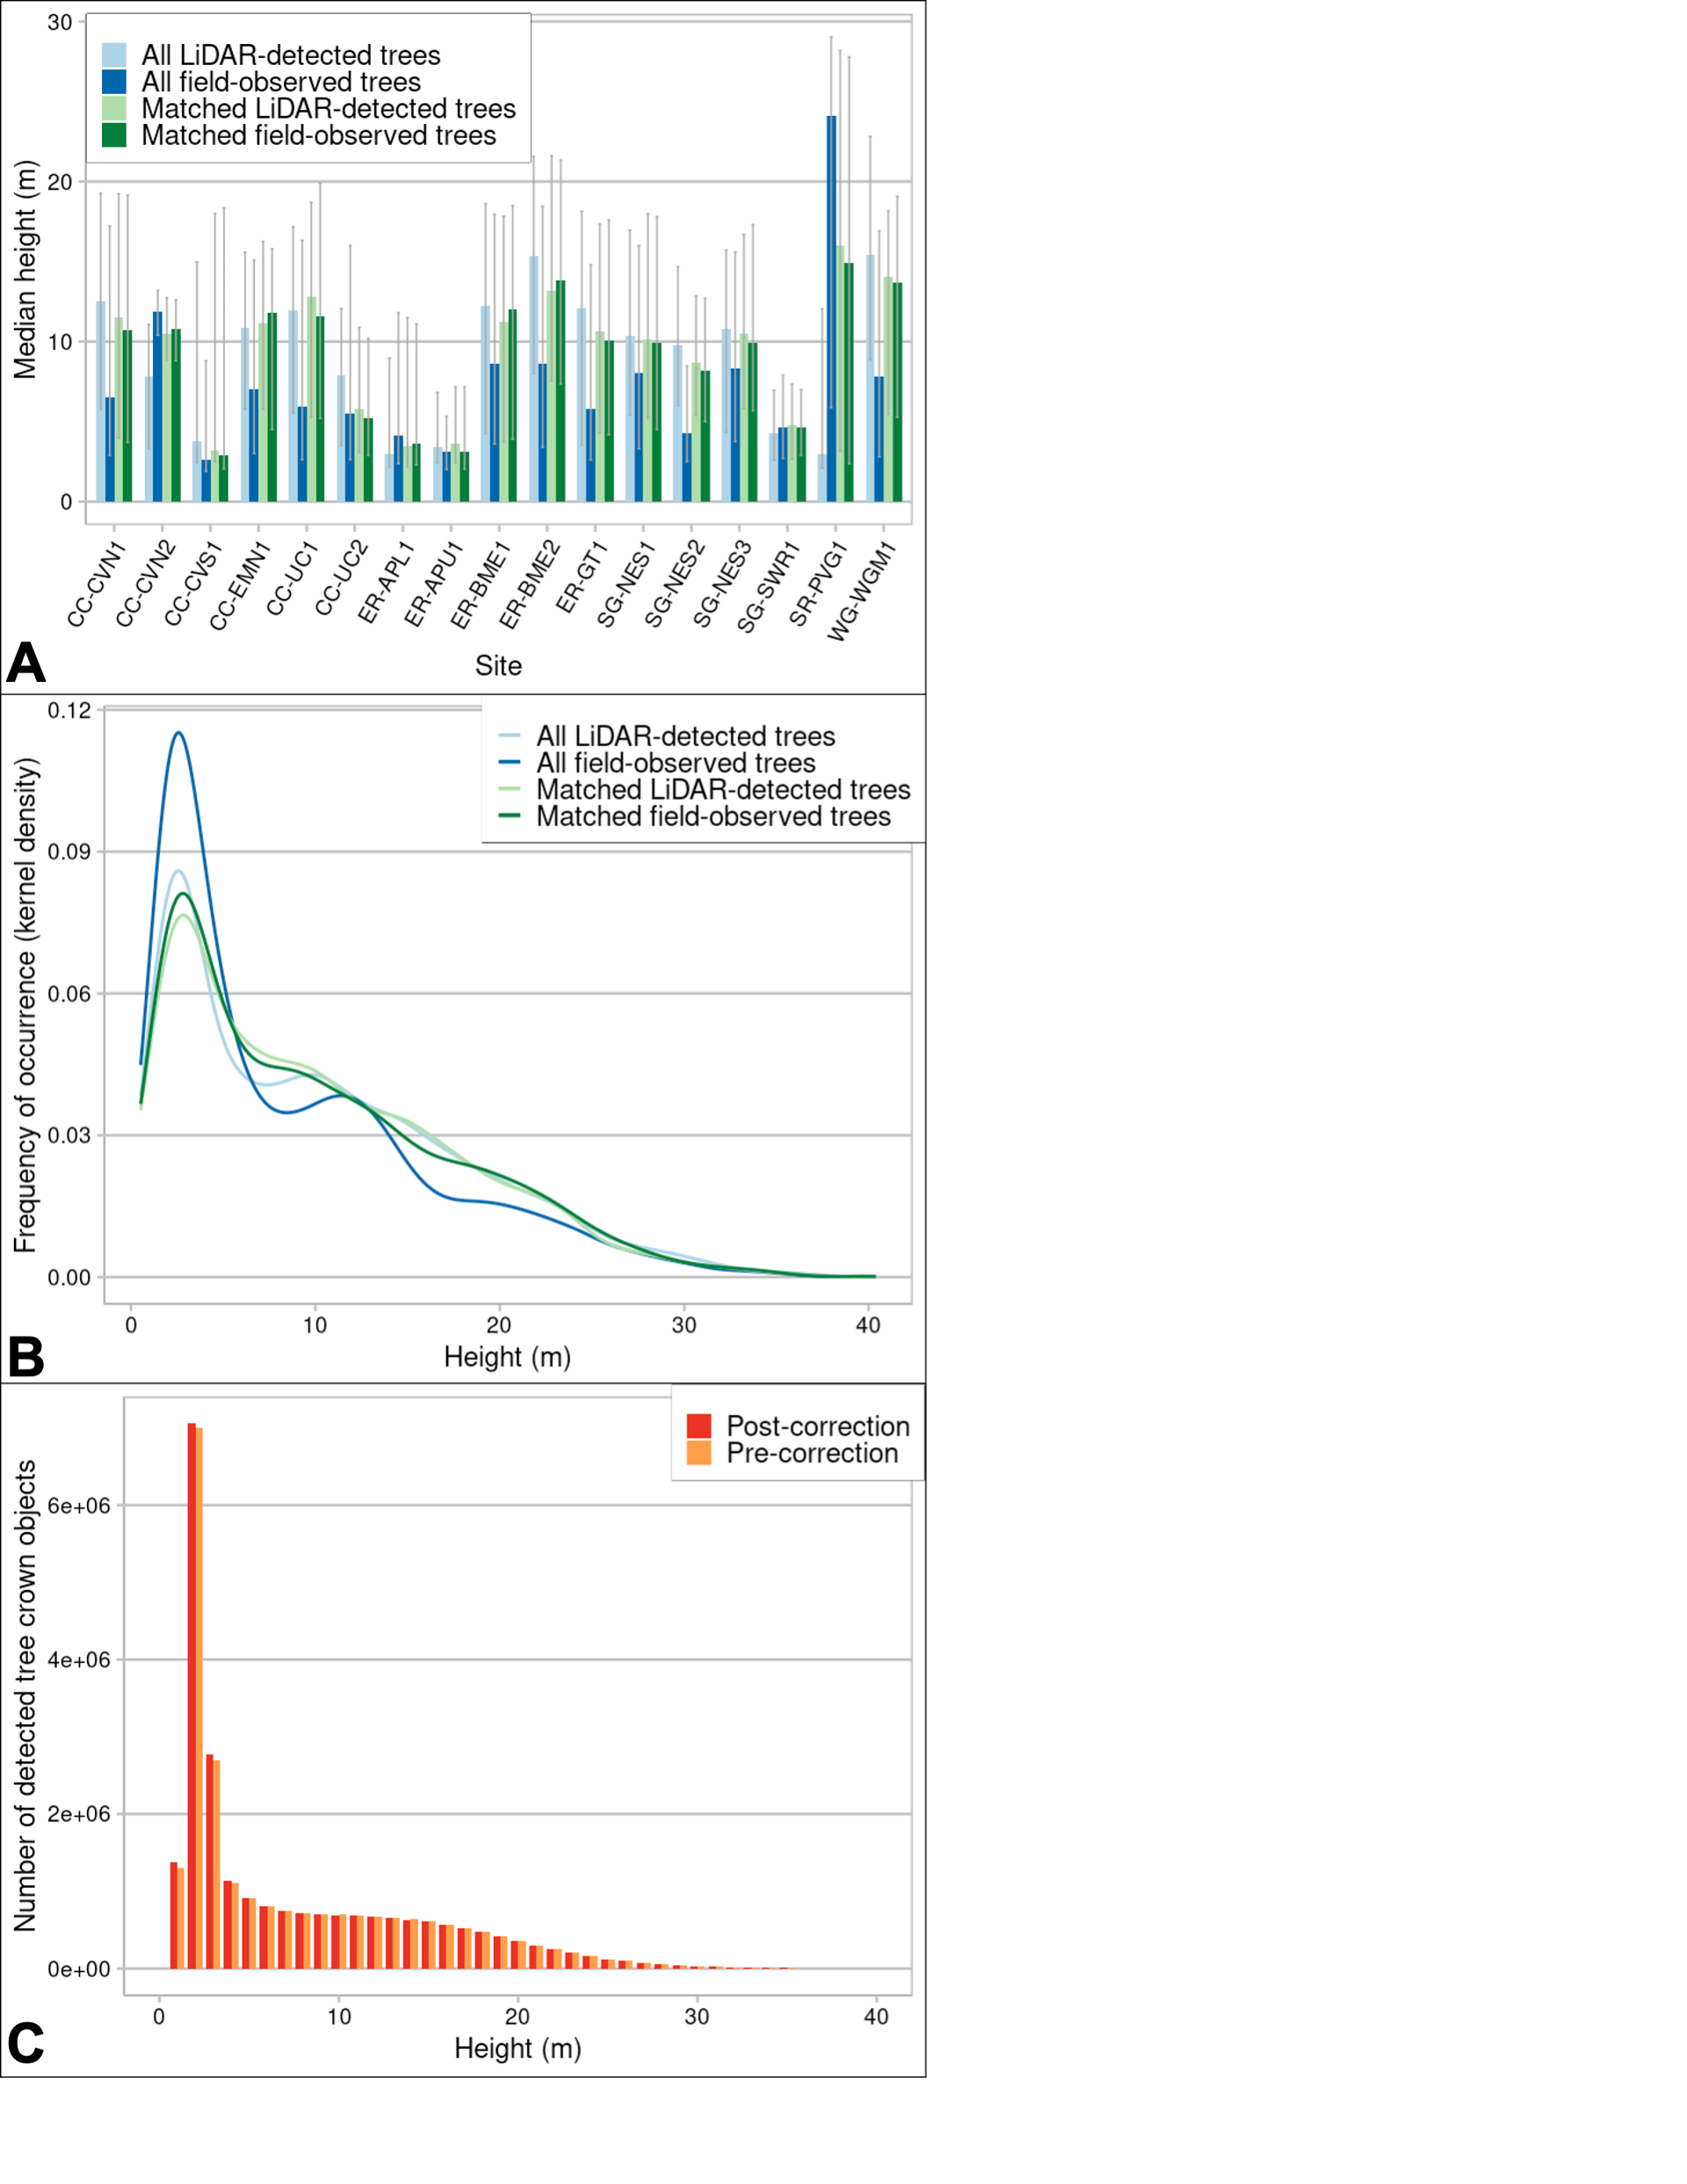 30
20
10
0
Median height (m)
All LiDAR-detected trees
All field-observed trees
Matched LiDAR-detected trees
Matched field-observed trees
CC-CVN1
CC-CVN2
CC-CVS1
CC-EMN1
CC-UC1
CC-UC2
ER-APL1
ER-APU1
ER-BME1
ER-BME2
ER-GT1
SG-NES1
SG-NES2
SG-NES3
SG-SWR1
SR-PVG1
WG-WGM1
Site
A
0.12
0.09
0.06
0.03
0.00
Frequency of occurrence (kernel density)
All LiDAR-detected trees
All field-observed trees
Matched LiDAR-detected trees
Matched field-observed trees
0 10 20 30 40
Height (m)
B
6e+06
4e+06
2e+06
0e+00
Number of detected tree crown objects
Post-correction
Pre-correction
0 10 20 30 40
Height (m)
C